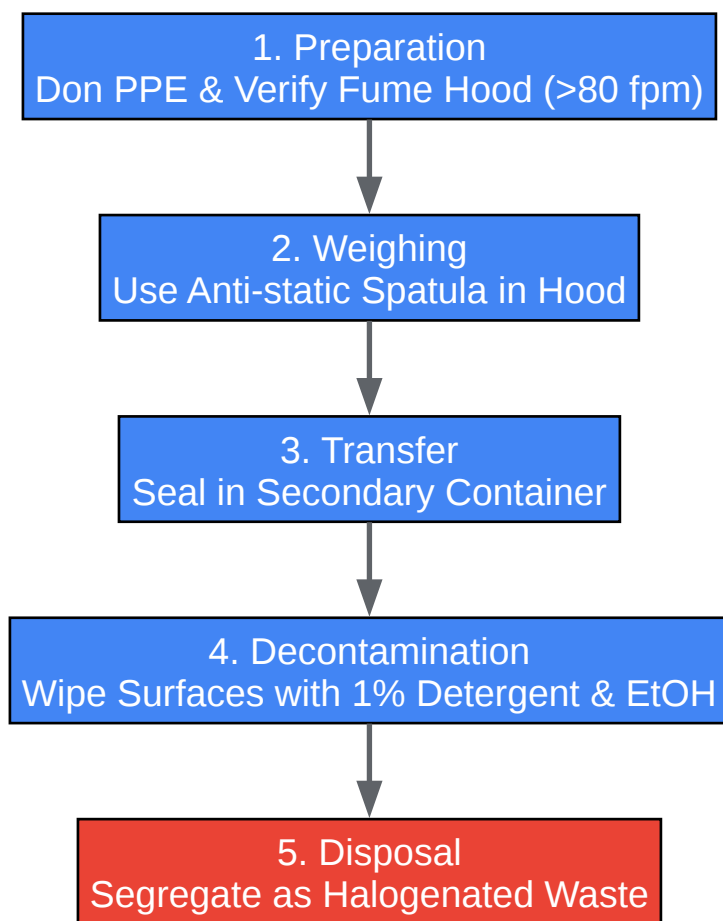 1. Preparation
Don PPE & Verify Fume Hood (>80 fpm)
2. Weighing
Use Anti-static Spatula in Hood
3. Transfer
Seal in Secondary Container
4. Decontamination
Wipe Surfaces with 1% Detergent & EtOH
5. Disposal
Segregate as Halogenated Waste